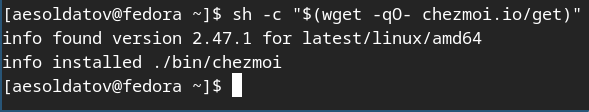 [aesoldatov@fedora ~]$ sh -c "$(wget -qO- chezmoi.io/get)"
info found version 2.47.1 for latest/linux/amd64
info installed ./bin/chezmoi
[aesoldatov@fedora ~]$